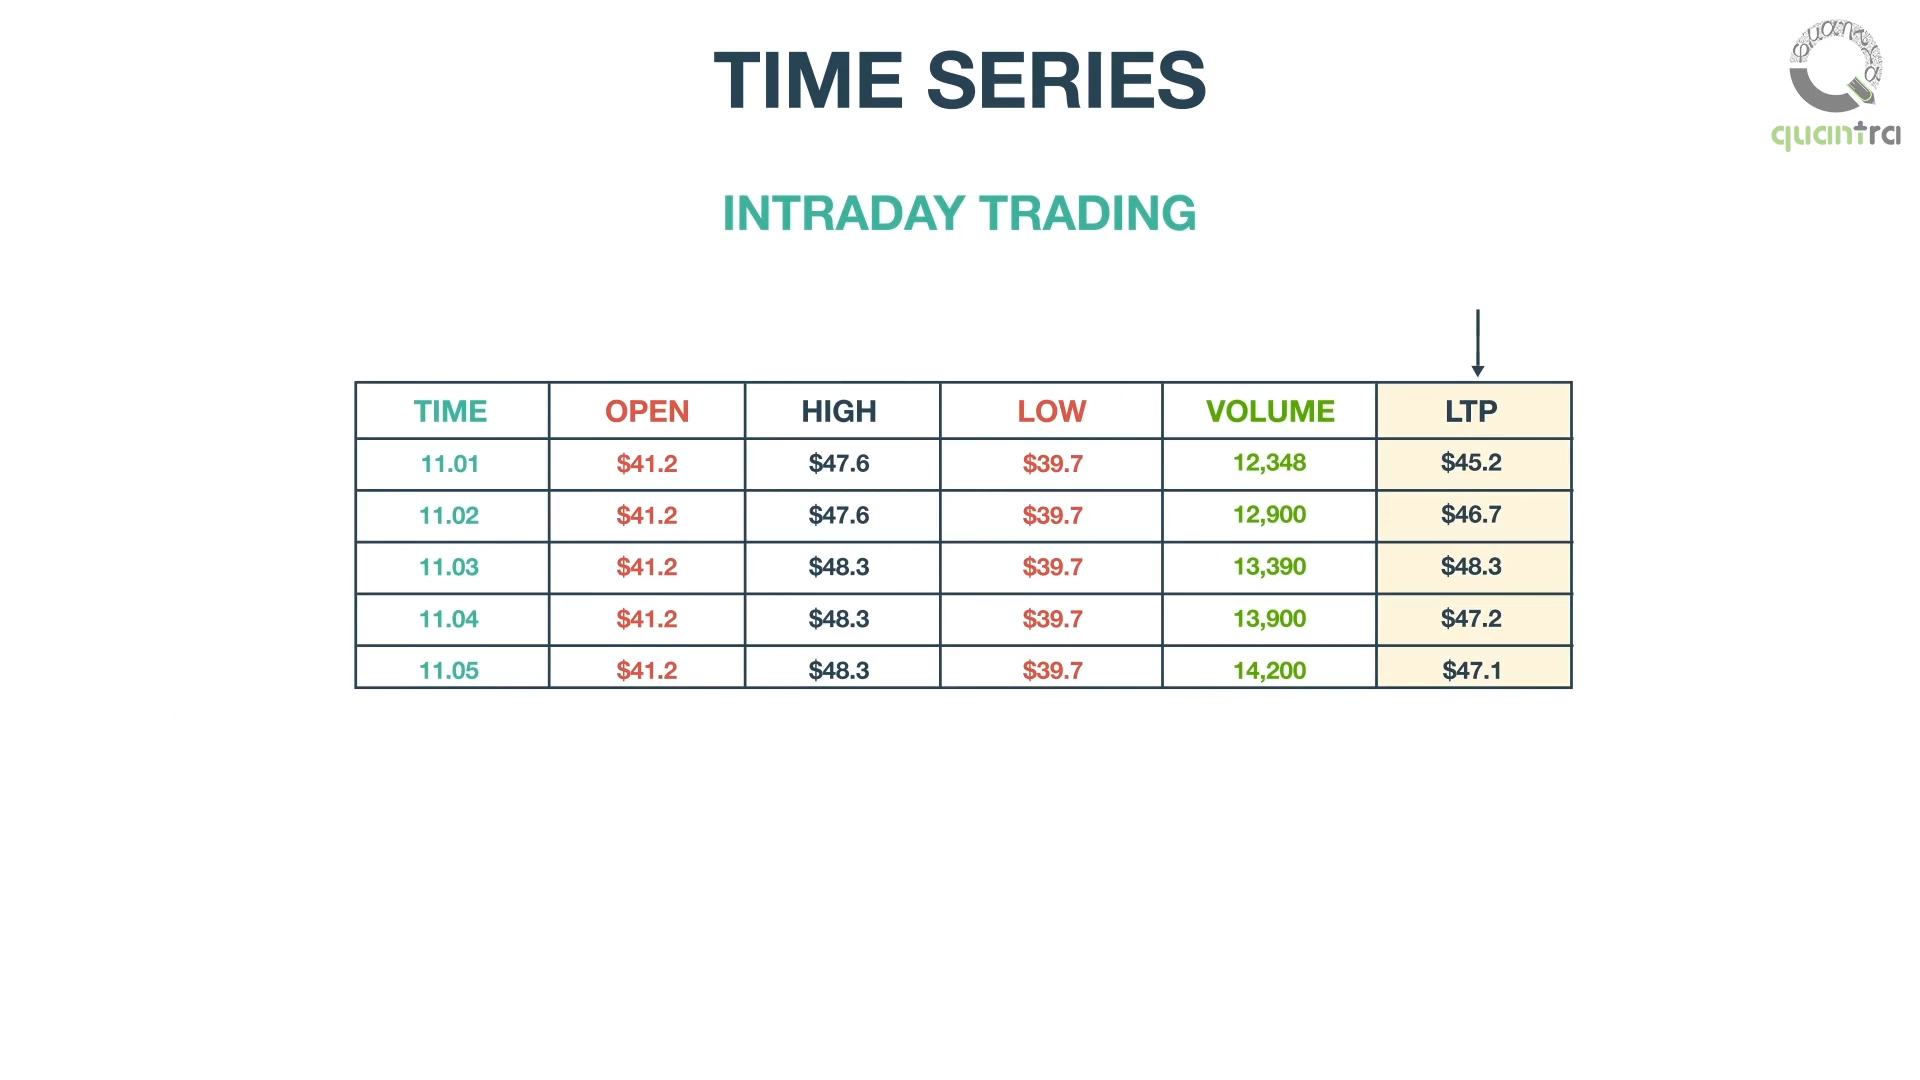 TIME SERIES
quantra
INTRADAY TRADING
TIME OPEN HIGH LOW VOLUME LTP
11.01 $41.2 $47.6 $39.7 12,348 $45.2
11.02 $41.2 $47.6 $39.7 12,900 $46.7
11.03 $41.2 $48.3 $39.7 13,390 $48.3
11.04 $41.2 $48.3 $39.7 13,900 $47.2
11.05 $41.2 $48.3 $39.7 14,200 $47.1